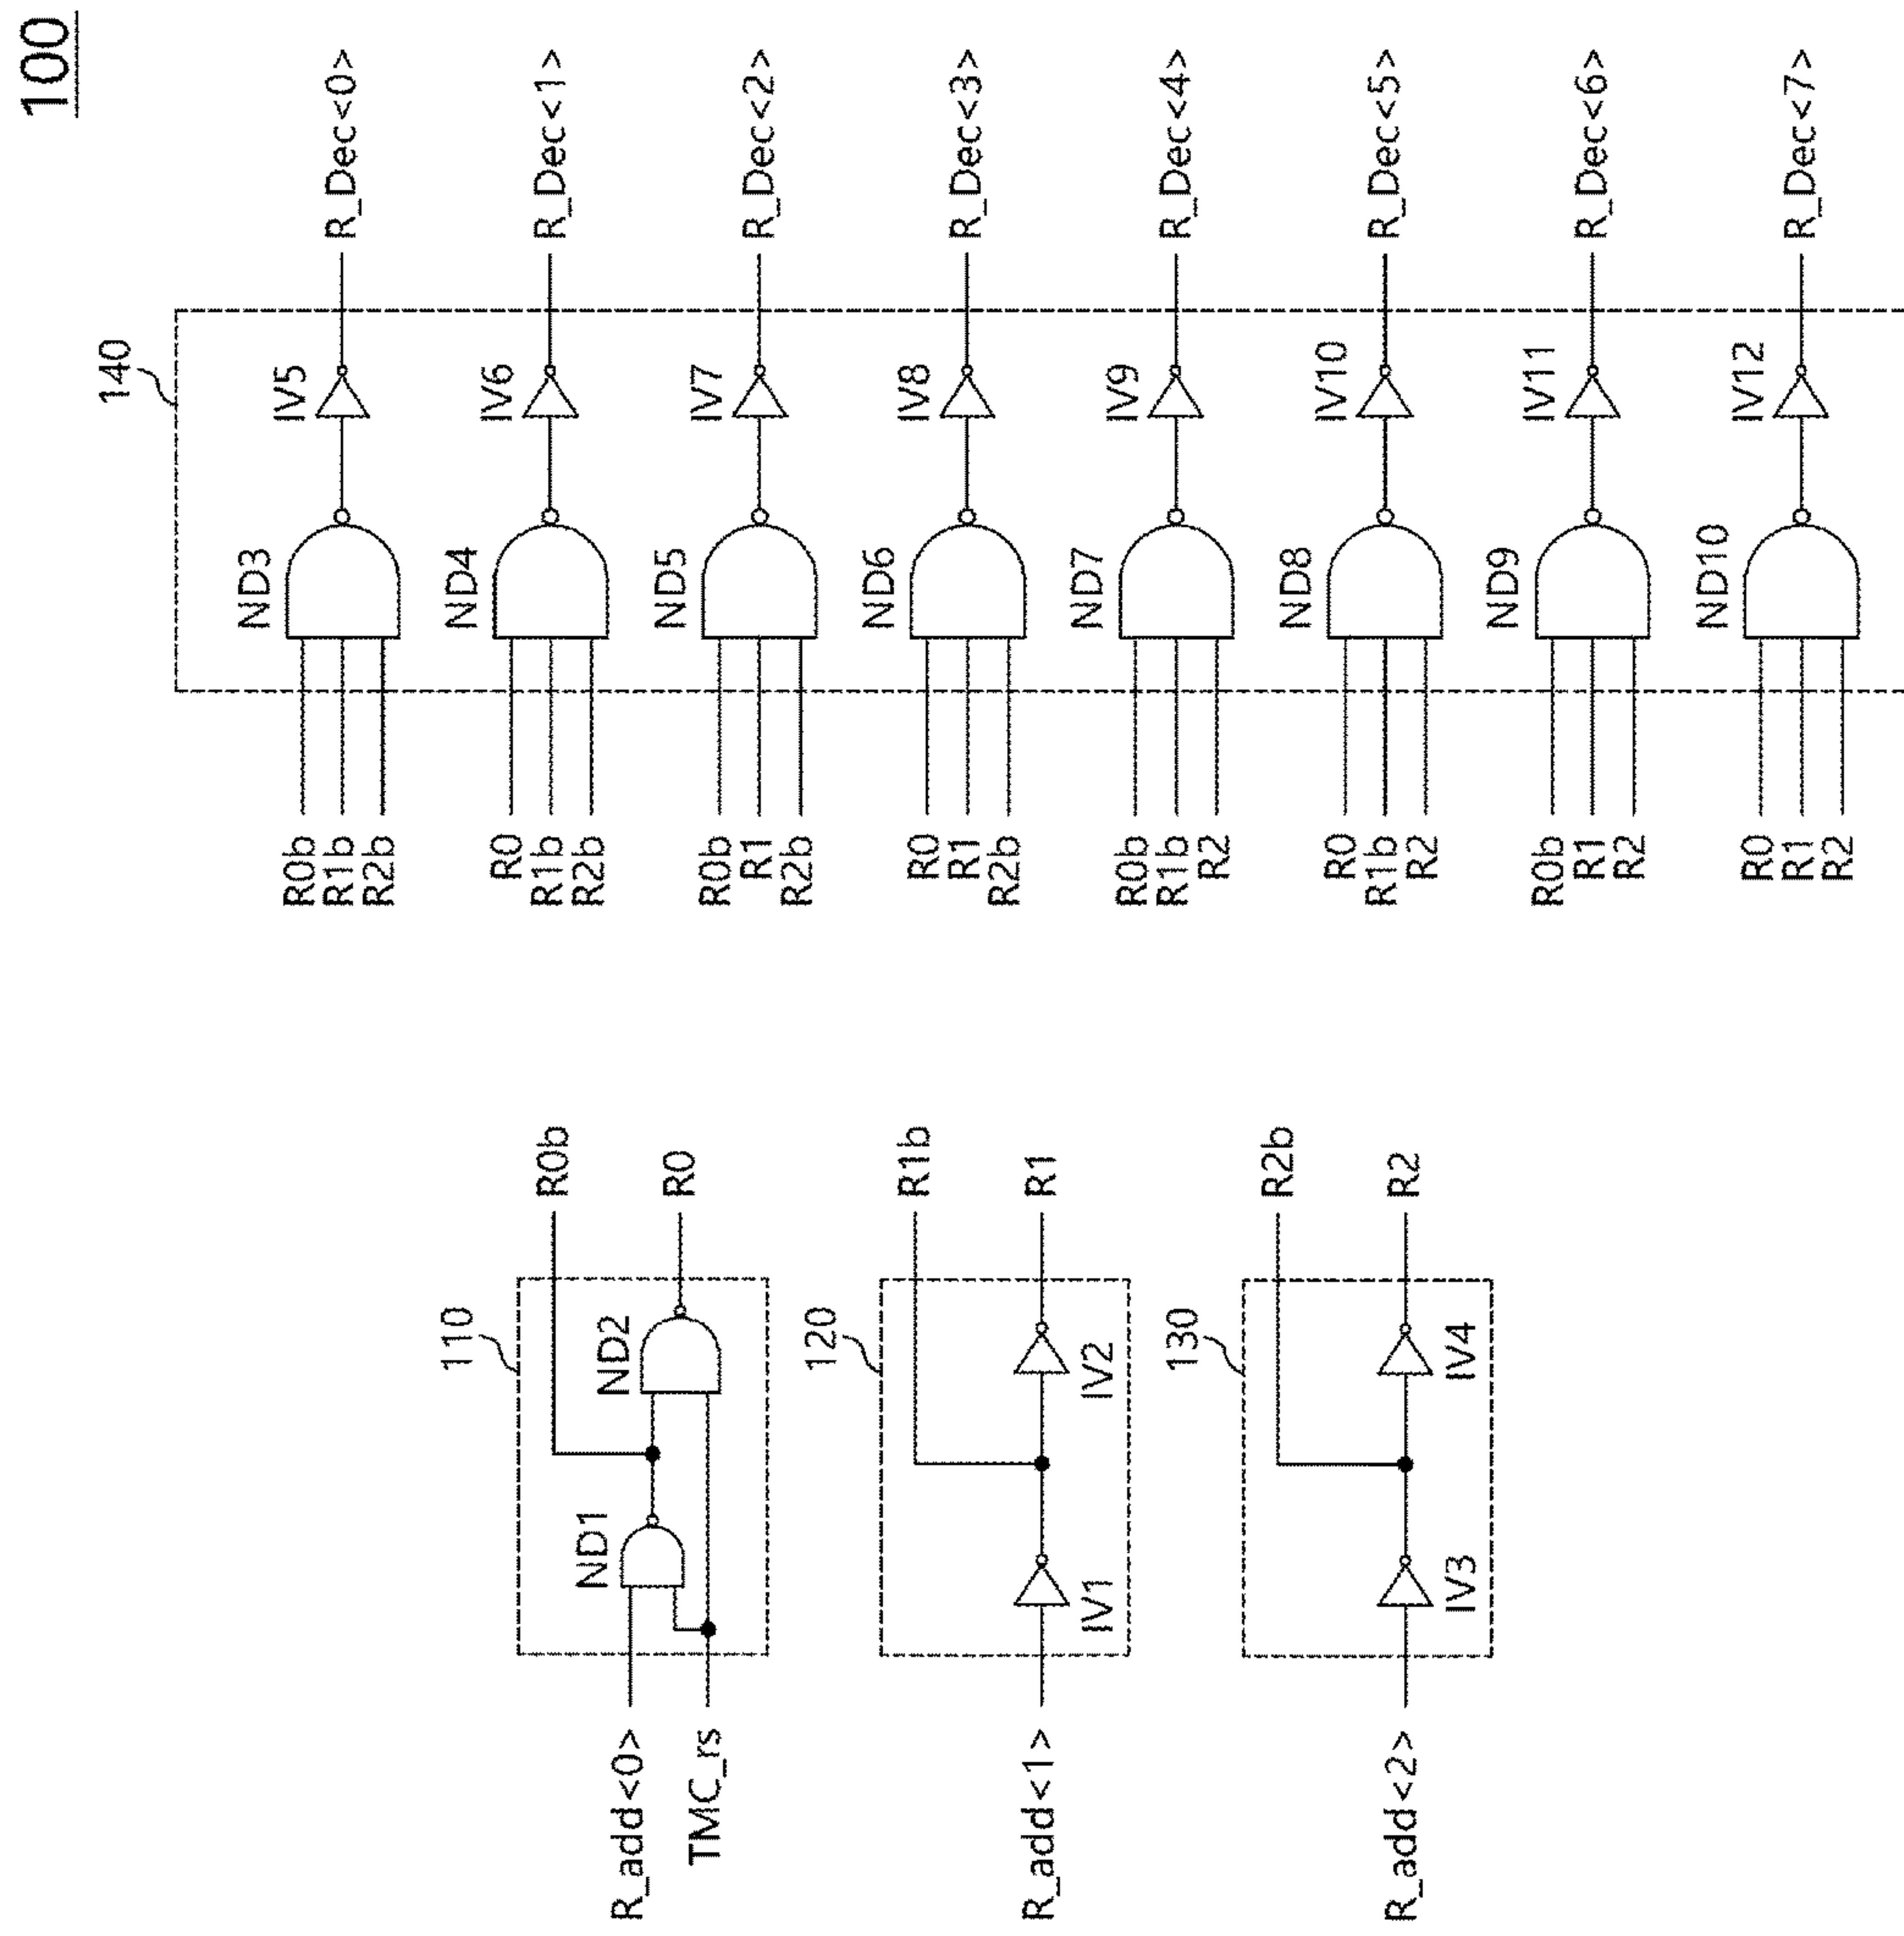 100
110
R_add<0>
TMC_rs
ND1
ND2
R0b
R0
120
R_add<1>
IV1
IV2
R1b
R1
130
R_add<2>
IV3
IV4
R2b
R2
140
R0b
R1b
R2b
ND3
IV5
R_Dec<0>
R0
R1b
R2b
ND4
IV6
R_Dec<1>
R0b
R1
R2b
ND5
IV7
R_Dec<2>
R0
R1
R2b
ND6
IV8
R_Dec<3>
R0b
R1b
R2
ND7
IV9
R_Dec<4>
R0
R1b
R2
ND8
IV10
R_Dec<5>
R0b
R1
R2
ND9
IV11
R_Dec<6>
R0
R1
R2
ND10
IV12
R_Dec<7>